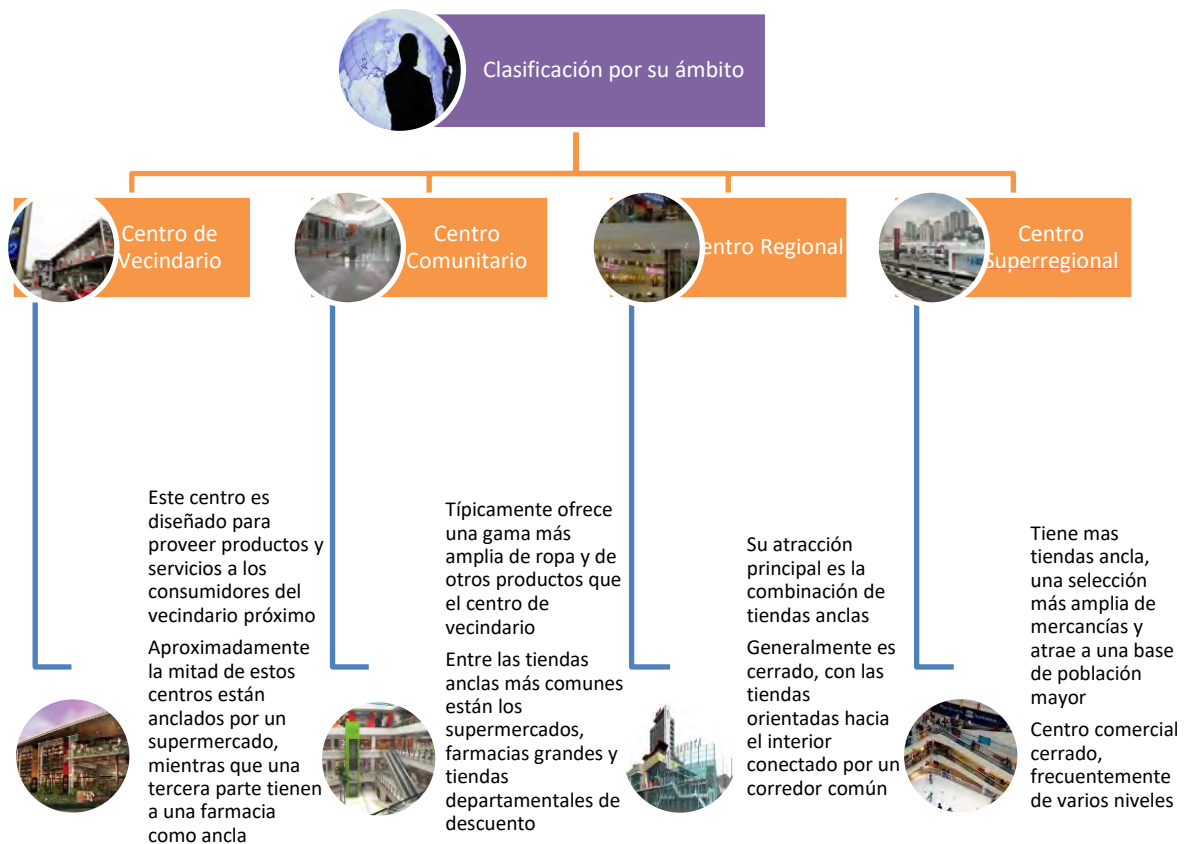 Clasificación por su ámbito
Centro de
Vecindario
Centro
Comunitario
entro Regional
Centro
Superregional
Este centro es
diseñado para
proveer productos y
servicios a los
consumidores del
vecindario próximo
Aproximadamente
la mitad de estos
centros están
anclados por un
supermercado,
mientras que una
tercera parte tienen
a una farmacia
como ancla
Típicamente ofrece
una gama más
amplia de ropa y de
otros productos que
el centro de
vecindario
Entre las tiendas
anclas más comunes
están los
supermercados,
farmacias grandes y
tiendas
departamentales de
descuento
Su atracción
principal es la
combinación de
tiendas anclas
Generalmente es
cerrado, con las
tiendas
orientadas hacia
el interior
conectado por un
corredor común
Tiene mas
tiendas ancla,
una selección
más amplia de
mercancías y
atrae a una base
de población
mayor
Centro comercial
cerrado,
frecuentemente
de varios niveles